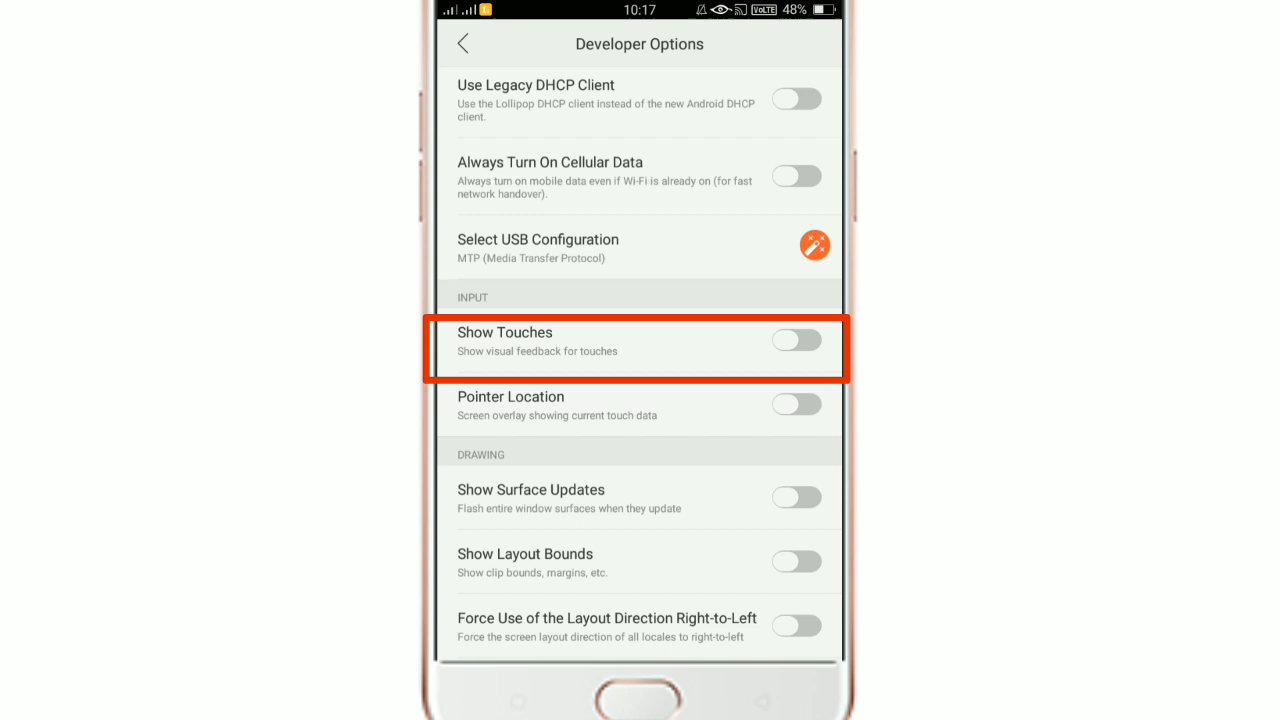 10:17 VoLTE 48%
Developer Options
Use Legacy DHCP Client
Use the Lollipop DHCP client instead of the new Android DHCP
client.
Always Turn On Cellular Data
Always turn on mobile data even if Wi-Fi is already on (for fast
network handover).
Select USB Configuration
MTP (Media Transfer Protocol)
INPUT
Show Touches
Show visual feedback for touches
Pointer Location
Screen overlay showing current touch data
DRAWING
Show Surface Updates
Flash entire window surfaces when they update
Show Layout Bounds
Show clip bounds, margins, etc.
Force Use of the Layout Direction Right-to-Left
Force the screen layout direction of all locales to right-to-left